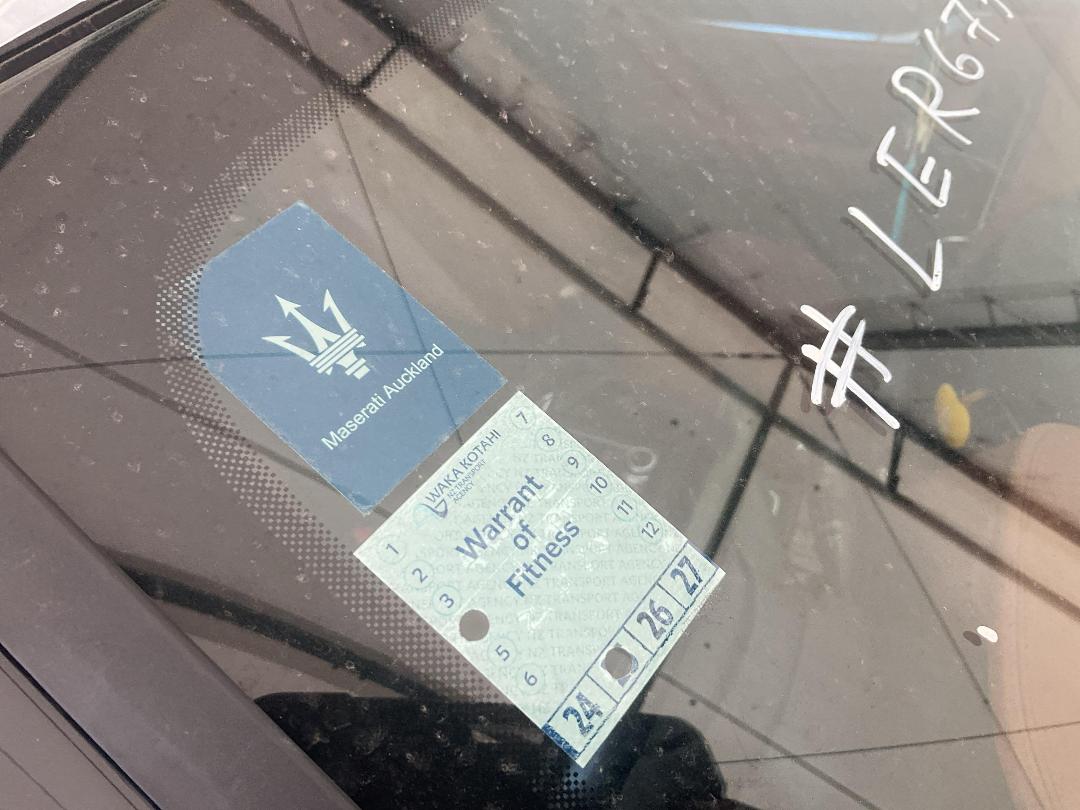 # LER67
Maserati Auckland
WAKA KOTAHI
NZ TRANSPORT
AGENCY
Warrant
of
Fitness
1
2
3
5
6
7
8
9
10
11
12
24
26
27